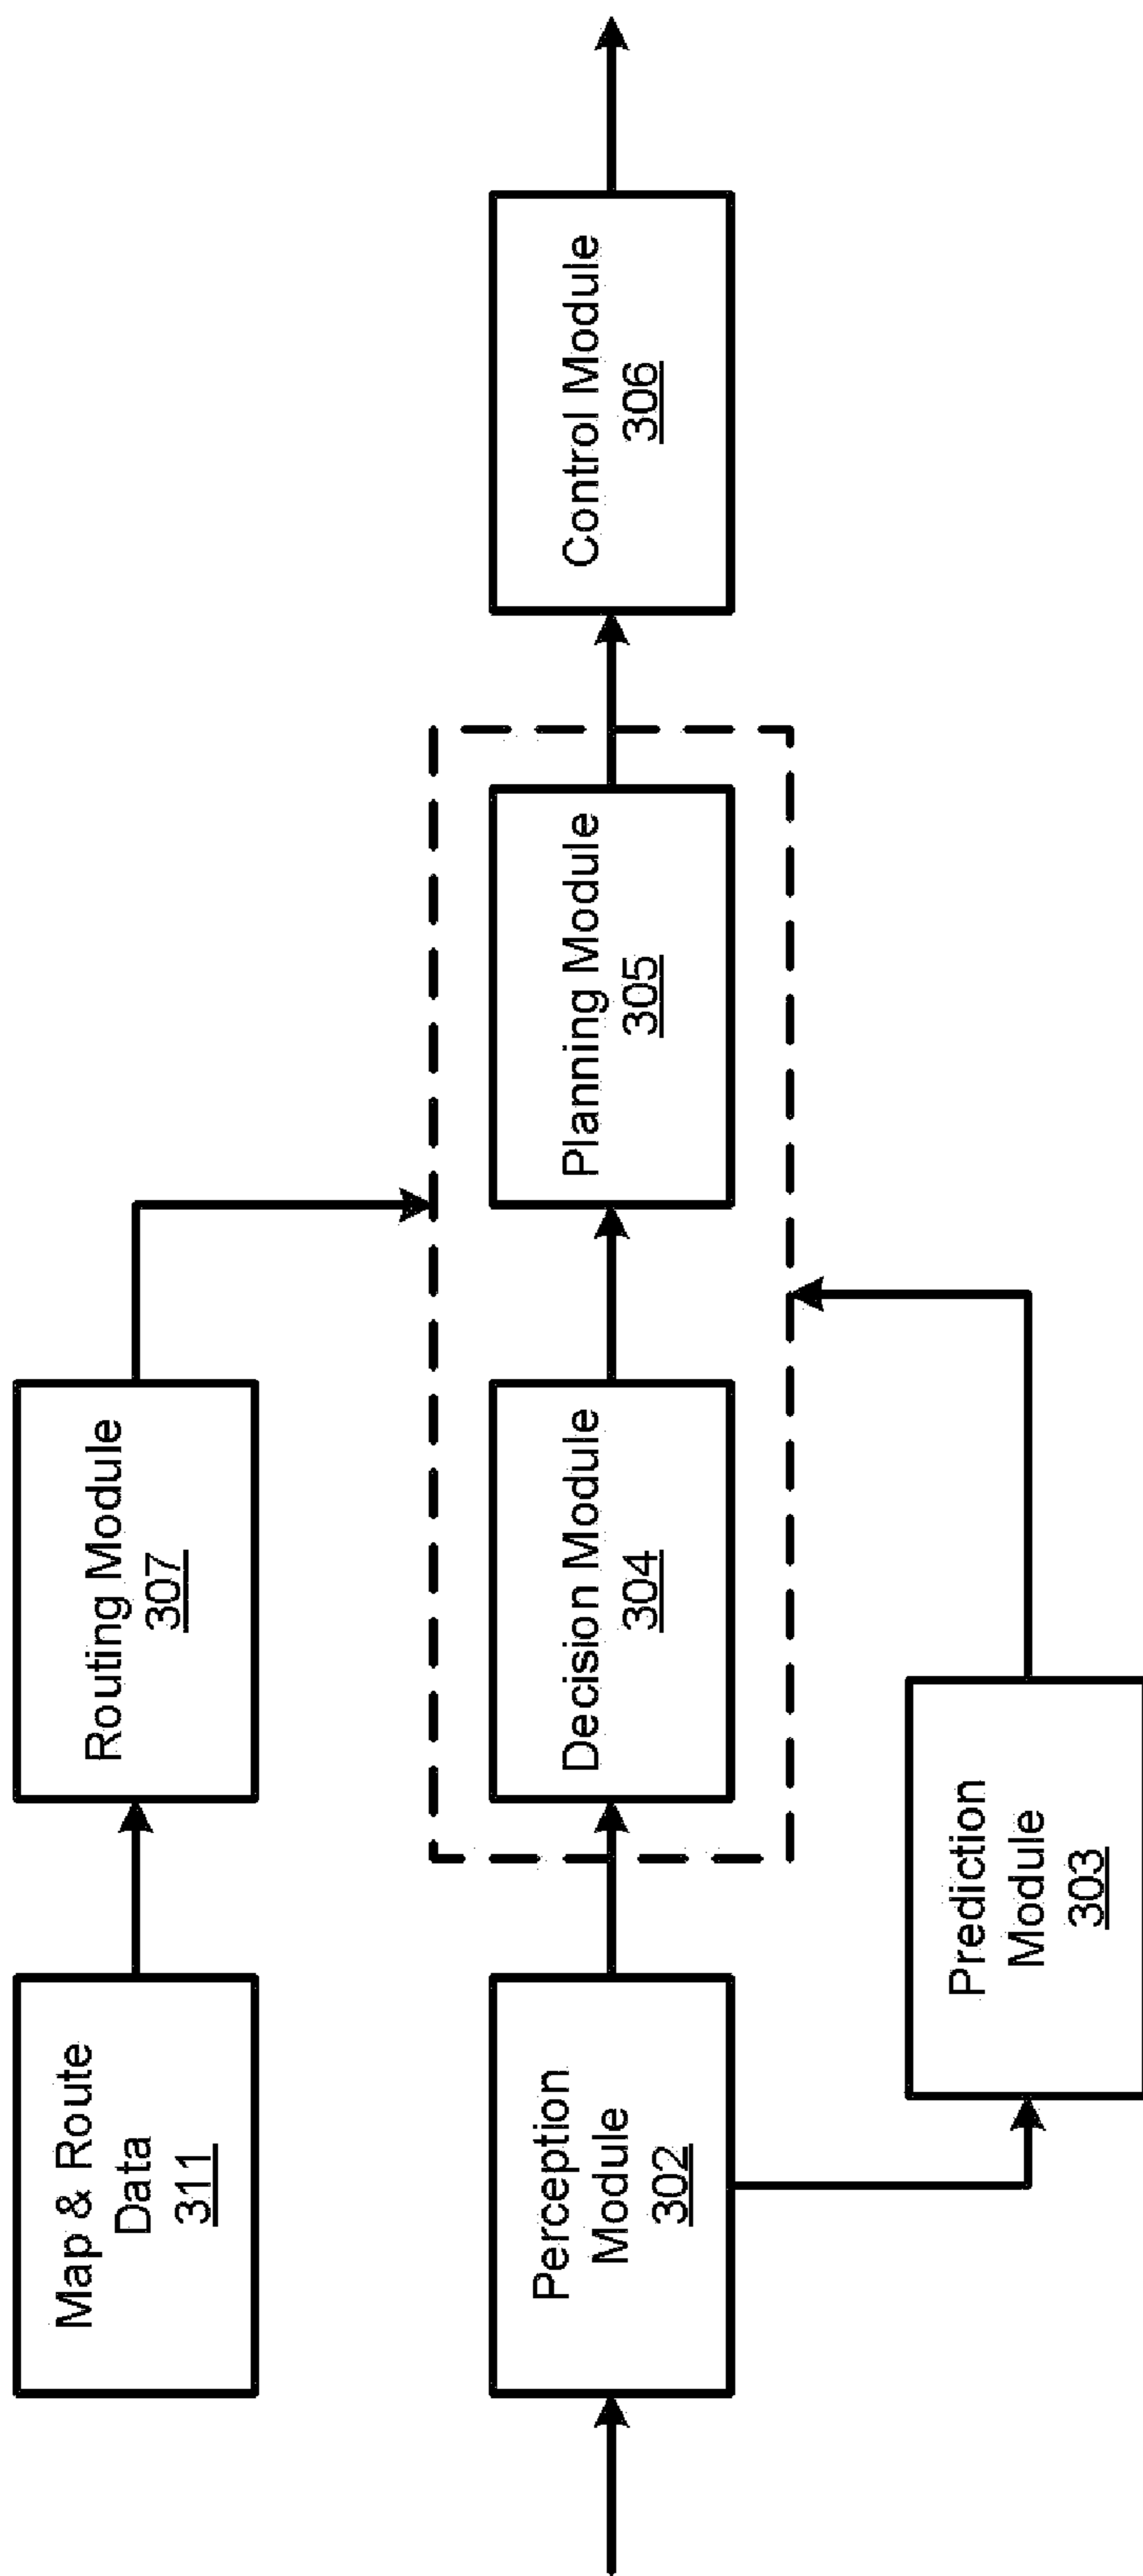 Map & Route
Data
311
Routing Module
307
Perception
Module
302
Decision Module
304
Planning Module
305
Control Module
306
Prediction
Module
303